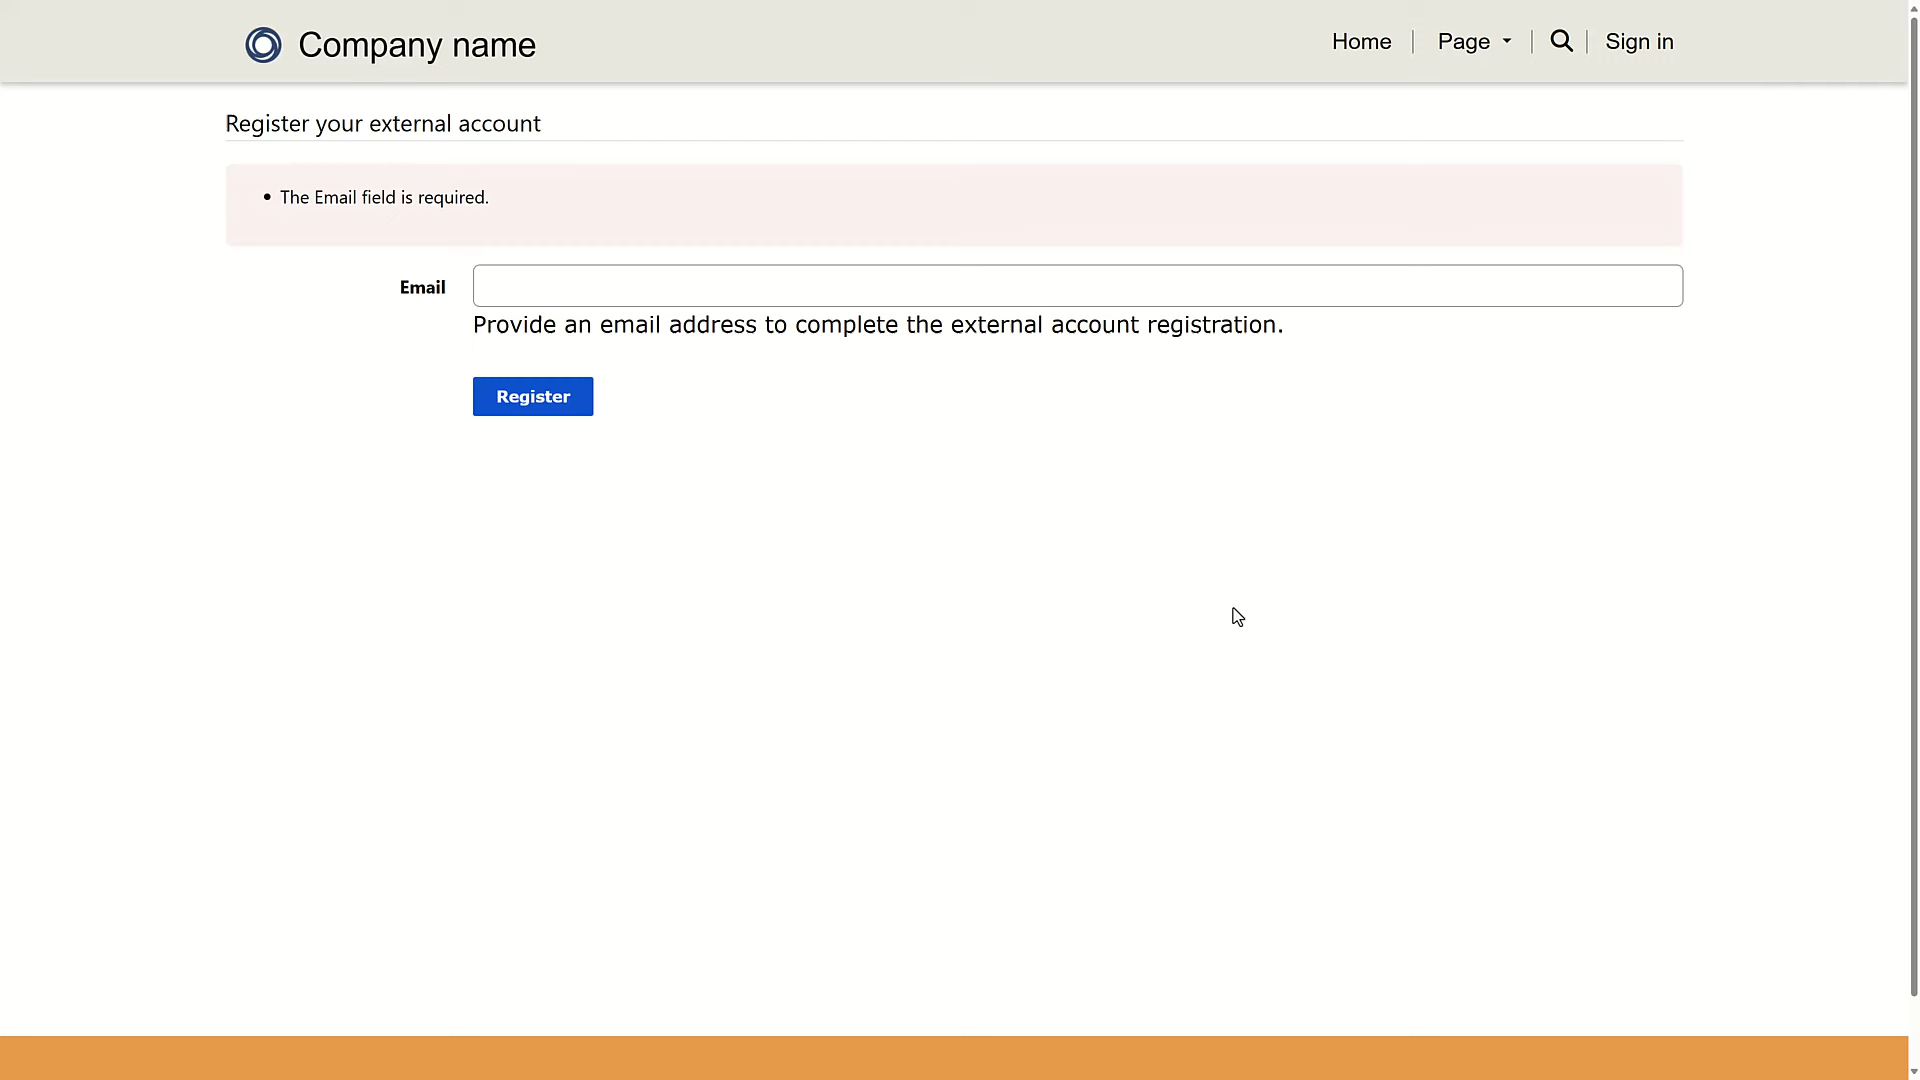 Company name
Home
Page
Sign in
Register your external account
The Email field is required.
Email
Provide an email address to complete the external account registration.
Register